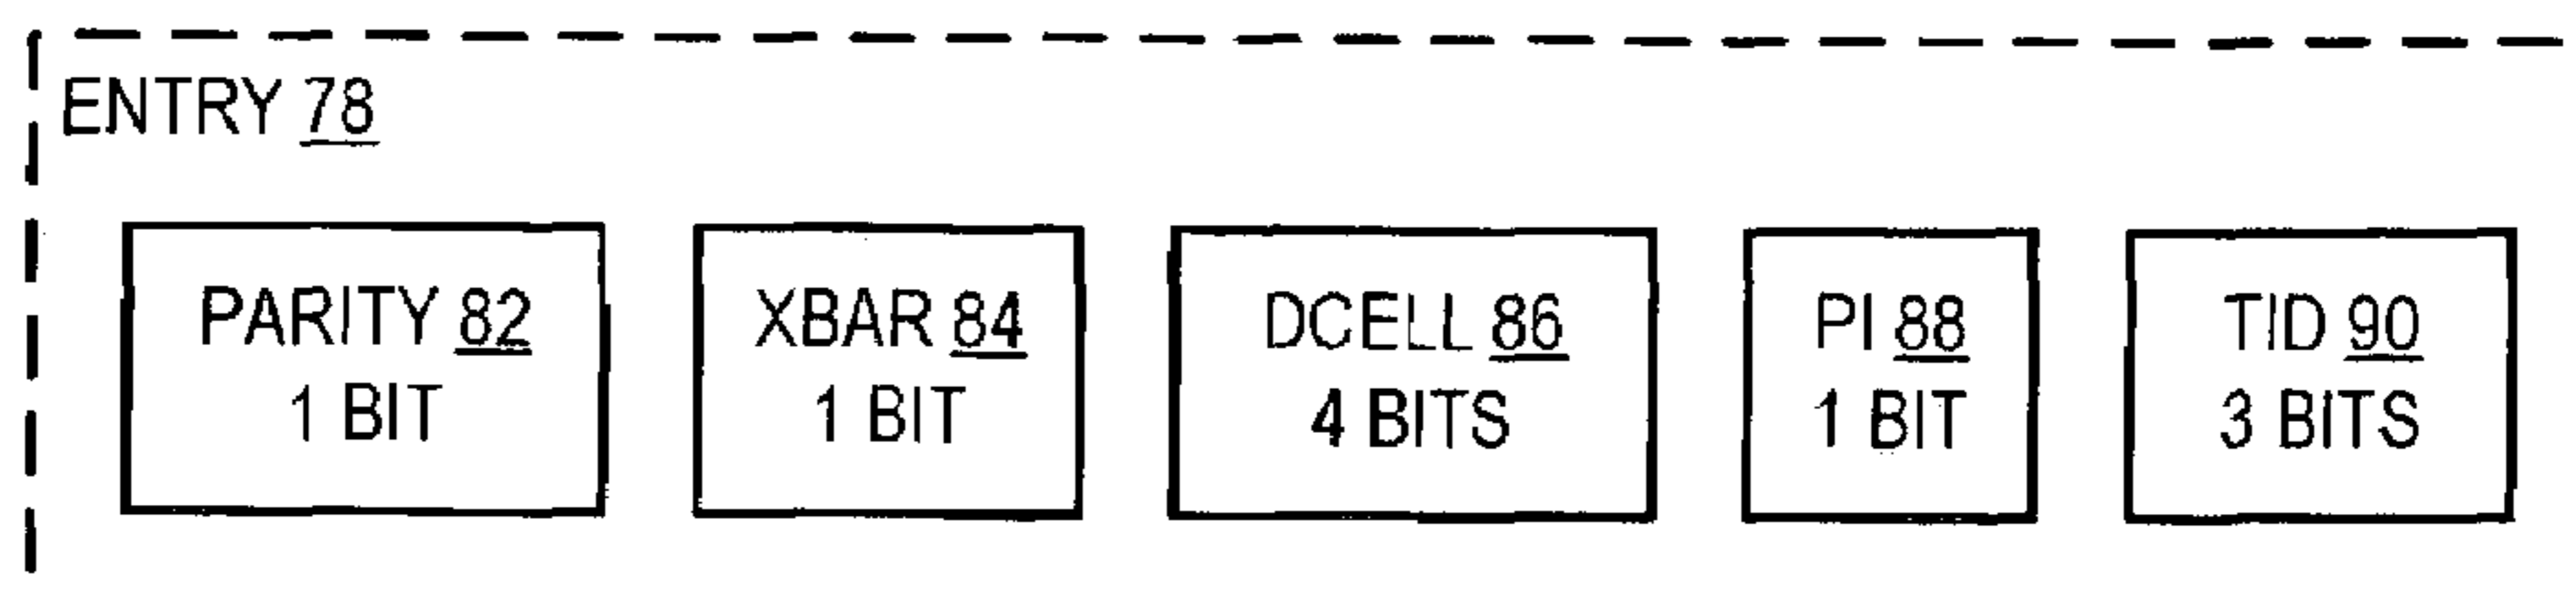 ENTRY 78
PARITY 82
1 BIT
XBAR 84
1 BIT
DCELL 86
4 BITS
PI 88
1 BIT
TID 90
3 BITS